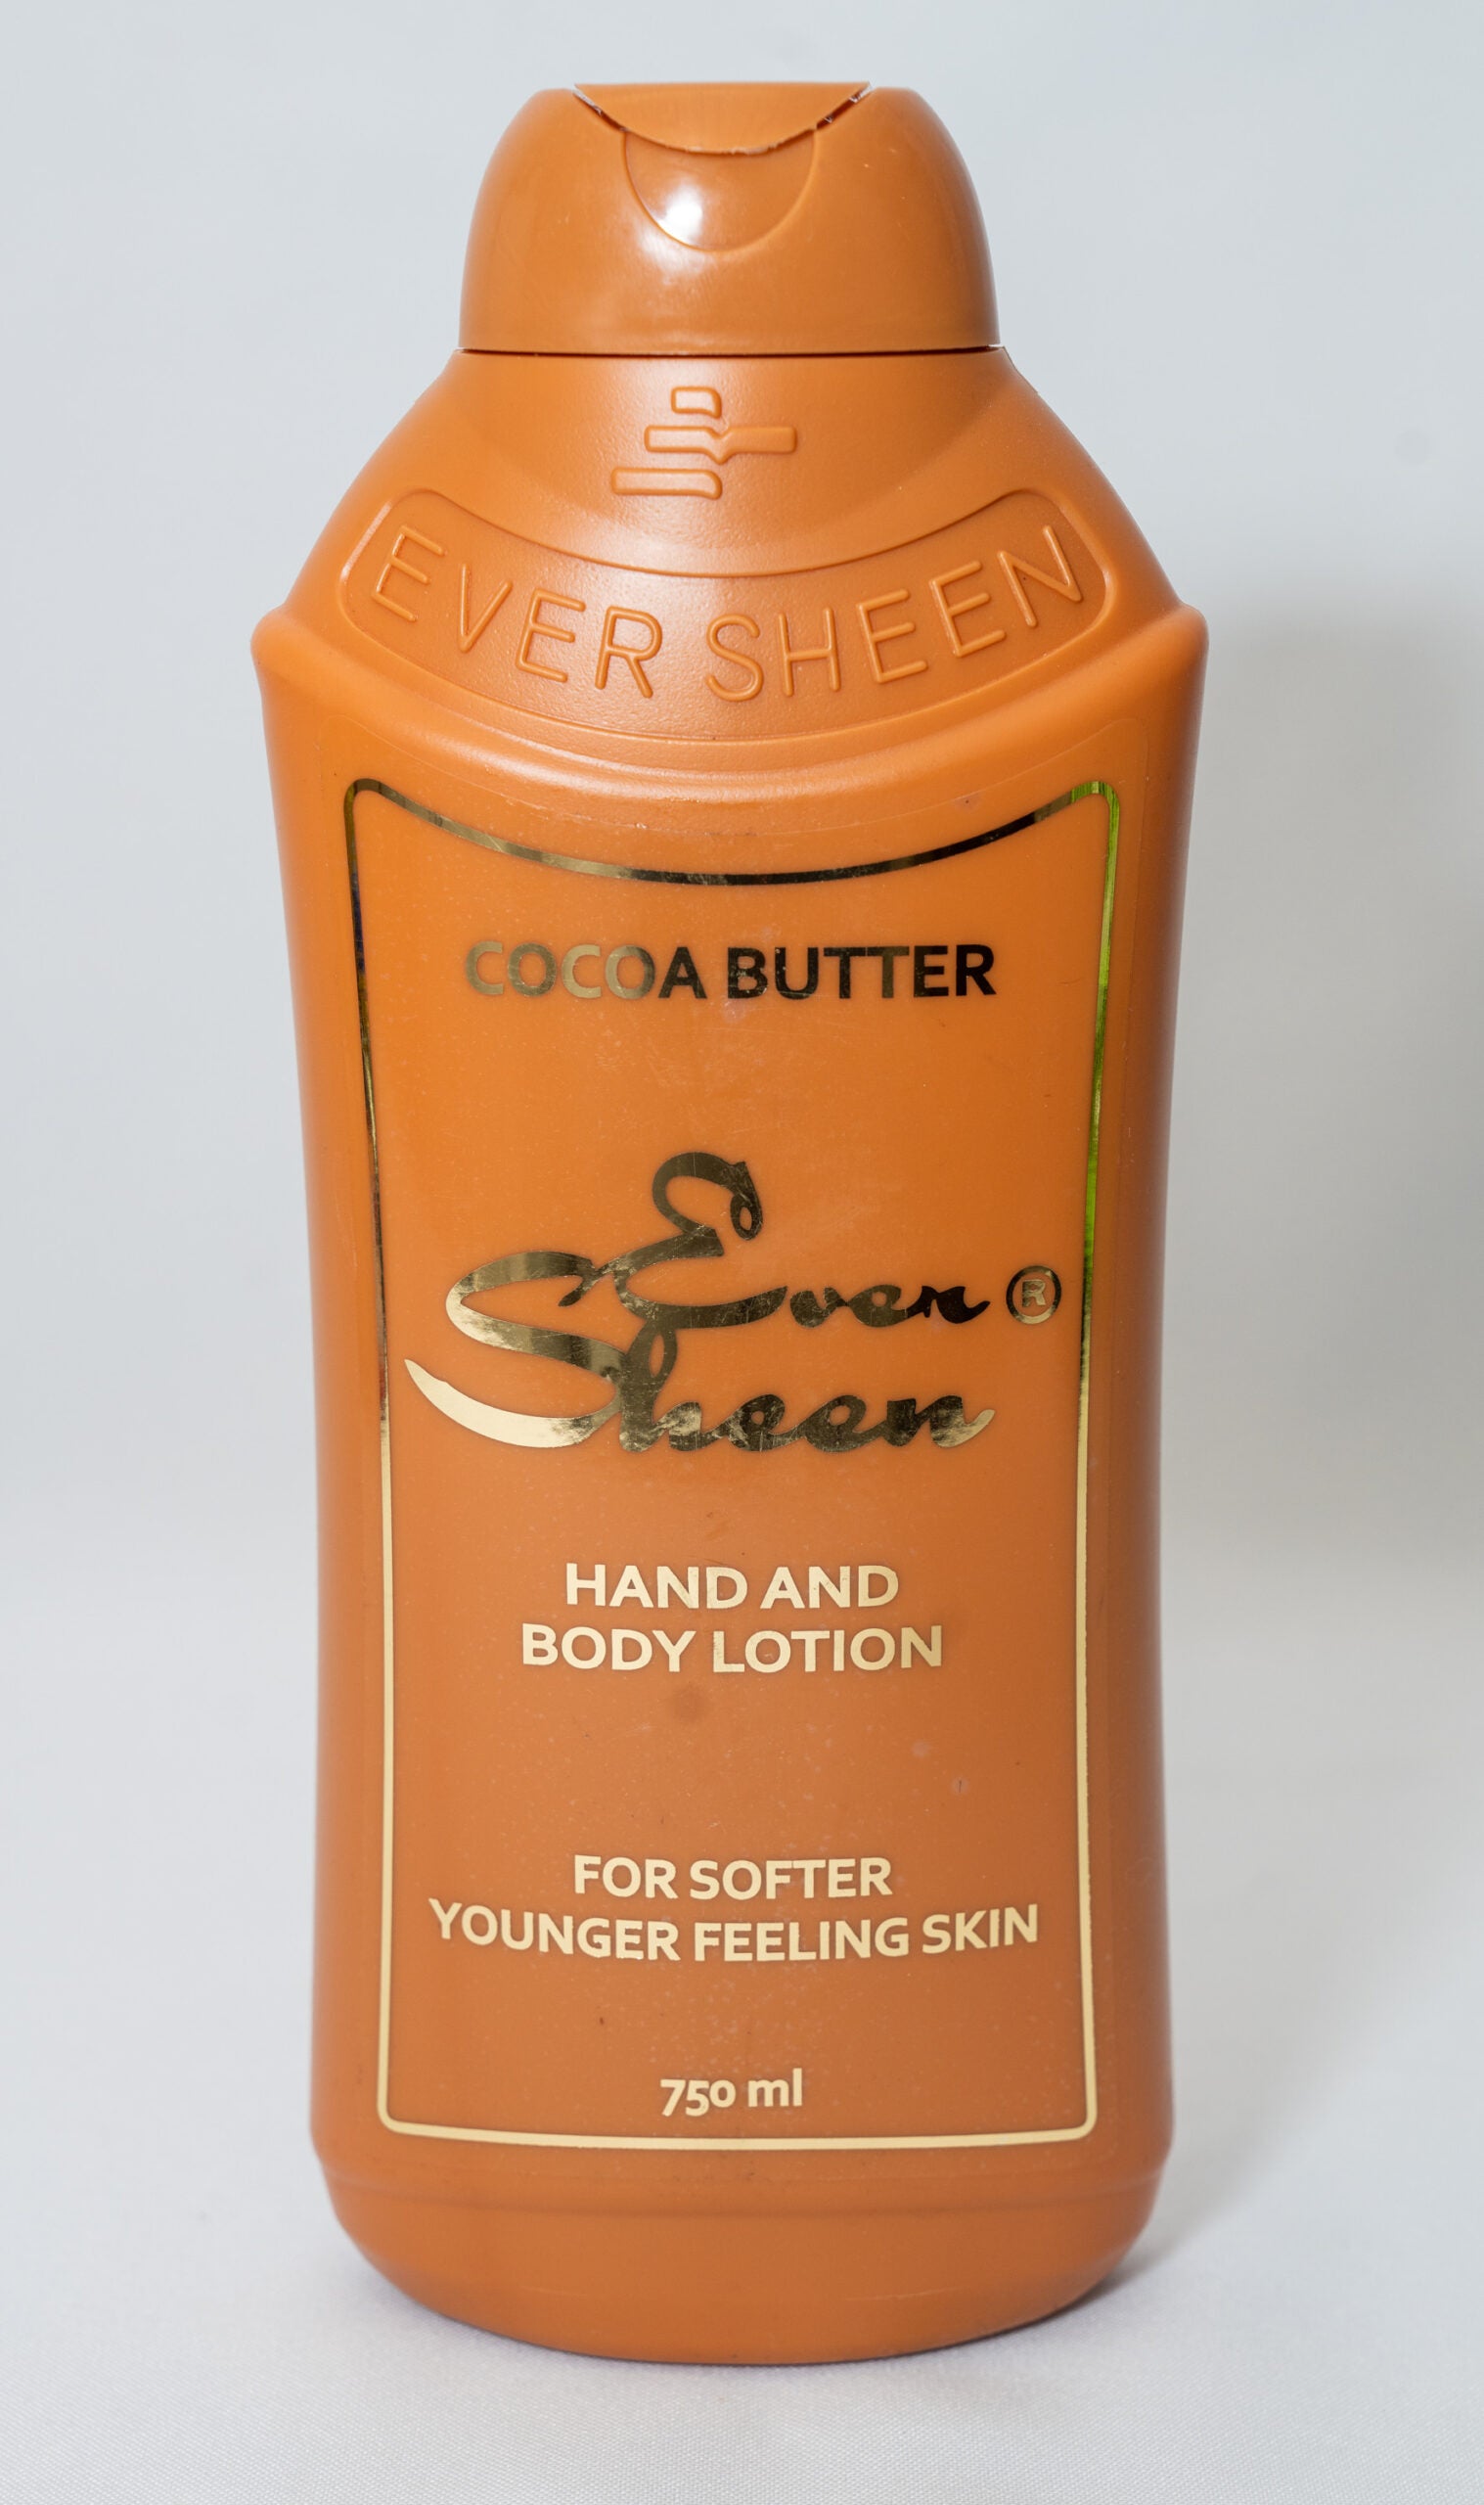 EVER SHEEN
COCOA BUTTER
Ever ®
Sheen
HAND AND
BODY LOTION
FOR SOFTER
YOUNGER FEELING SKIN
750 ml